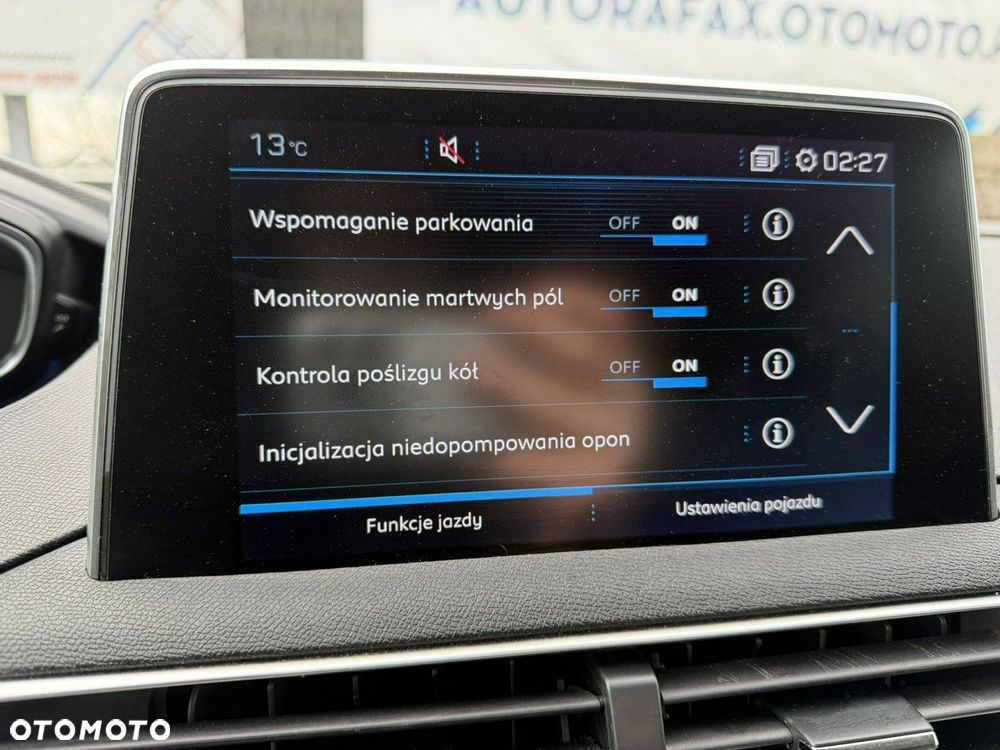 AUTORAFAX.OTOMOTO.
13°C
02:27
Wspomaganie parkowania OFF ON
Monitorowanie martwych pól OFF ON
Kontrola poślizgu kół OFF ON
Inicjalizacja niedopompowania opon
Funkcje jazdy Ustawienia pojazdu
OTOMOTO